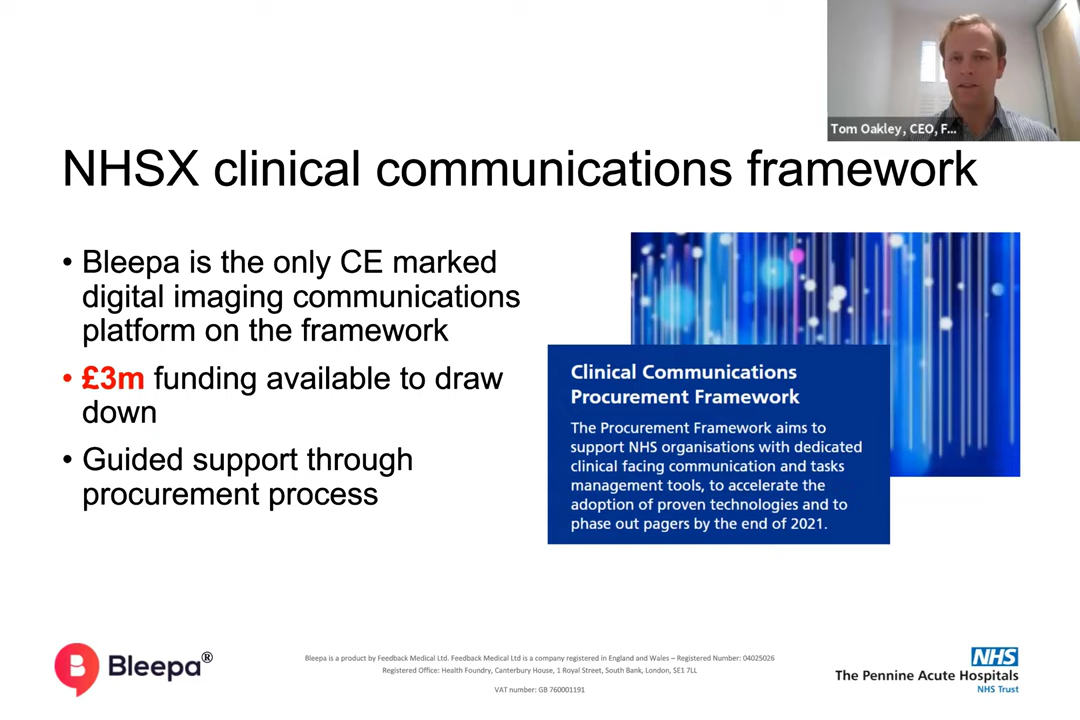 Tom Oakley, CEO, F...
NHSX clinical communications framework
• Bleepa is the only CE marked
digital imaging communications
platform on the framework
• £3m funding available to draw
down
• Guided support through
procurement process
Clinical Communications
Procurement Framework
The Procurement Framework aims to
support NHS organisations with dedicated
clinical facing communication and tasks
management tools, to accelerate the
adoption of proven technologies and to
phase out pagers by the end of 2021.
B Bleepa®
Bleepa is a product by Feedback Medical Ltd. Feedback Medical Ltd is a company registered in England and Wales – Registered Number: 04025026
Registered Office: Health Foundry, Canterbury House, 1 Royal Street, South Bank, London, SE1 7LL
VAT number: GB 760001191
NHS
The Pennine Acute Hospitals
NHS Trust